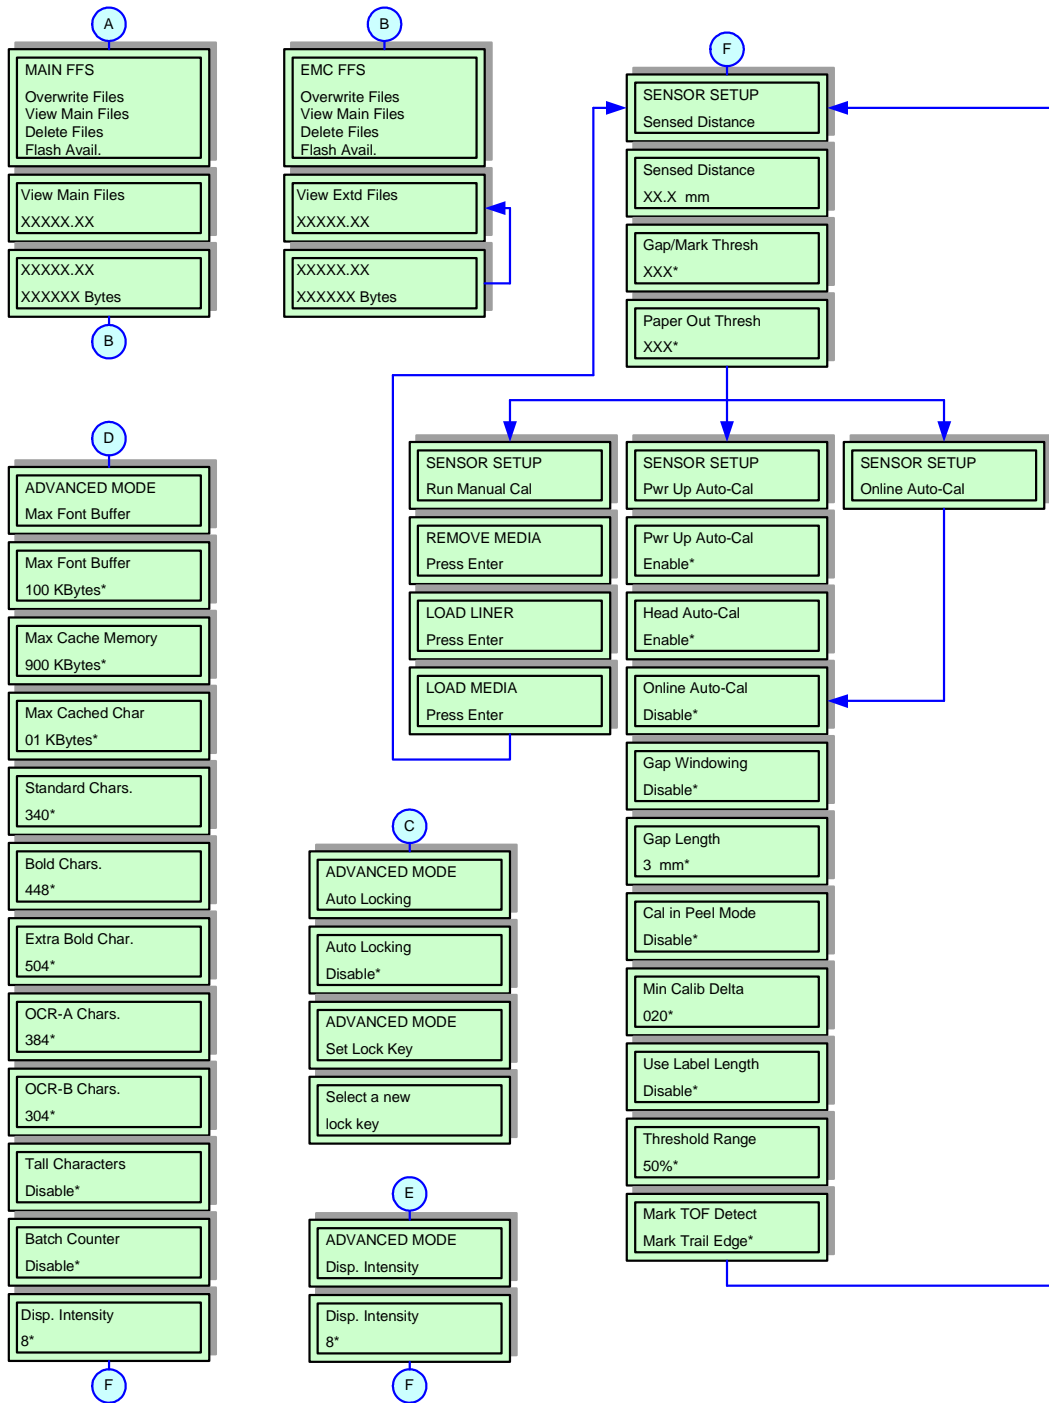 A
MAIN FFS
Overwrite Files
View Main Files
Delete Files
Flash Avail.
View Main Files
XXXXX.XX
XXXXX.XX
XXXXXX Bytes
B
B
EMC FFS
Overwrite Files
View Main Files
Delete Files
Flash Avail.
View Extd Files
XXXXX.XX
XXXXX.XX
XXXXXX Bytes
F
SENSOR SETUP
Sensed Distance
Sensed Distance
XX.X  mm
Gap/Mark Thresh
XXX*
Paper Out Thresh
XXX*
SENSOR SETUP
Run Manual Cal
REMOVE MEDIA
Press Enter
LOAD LINER
Press Enter
LOAD MEDIA
Press Enter
SENSOR SETUP
Pwr Up Auto-Cal
Pwr Up Auto-Cal
Enable*
Head Auto-Cal
Enable*
Online Auto-Cal
Disable*
Gap Windowing
Disable*
Gap Length
3  mm*
Cal in Peel Mode
Disable*
Min Calib Delta
020*
Use Label Length
Disable*
Threshold Range
50%*
Mark TOF Detect
Mark Trail Edge*
SENSOR SETUP
Online Auto-Cal
D
ADVANCED MODE
Max Font Buffer
Max Font Buffer
100 KBytes*
Max Cache Memory
900 KBytes*
Max Cached Char
01 KBytes*
Standard Chars.
340*
Bold Chars.
448*
Extra Bold Char.
504*
OCR-A Chars.
384*
OCR-B Chars.
304*
Tall Characters
Disable*
Batch Counter
Disable*
Disp. Intensity
8*
F
C
ADVANCED MODE
Auto Locking
Auto Locking
Disable*
ADVANCED MODE
Set Lock Key
Select a new
lock key
E
ADVANCED MODE
Disp. Intensity
Disp. Intensity
8*
F